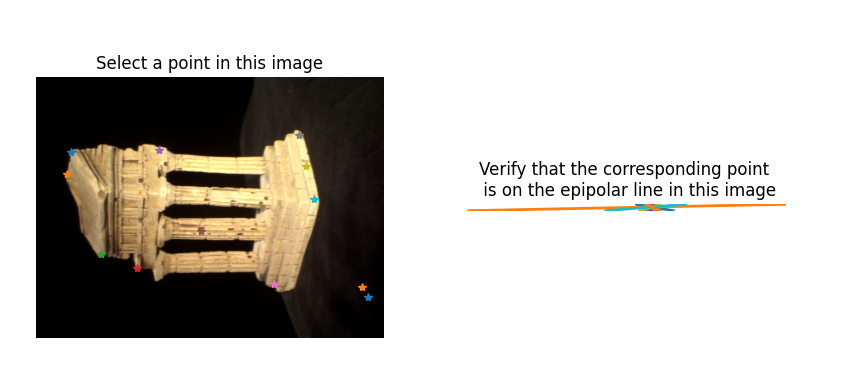 Select a point in this image
Verify that the corresponding point
is on the epipolar line in this image